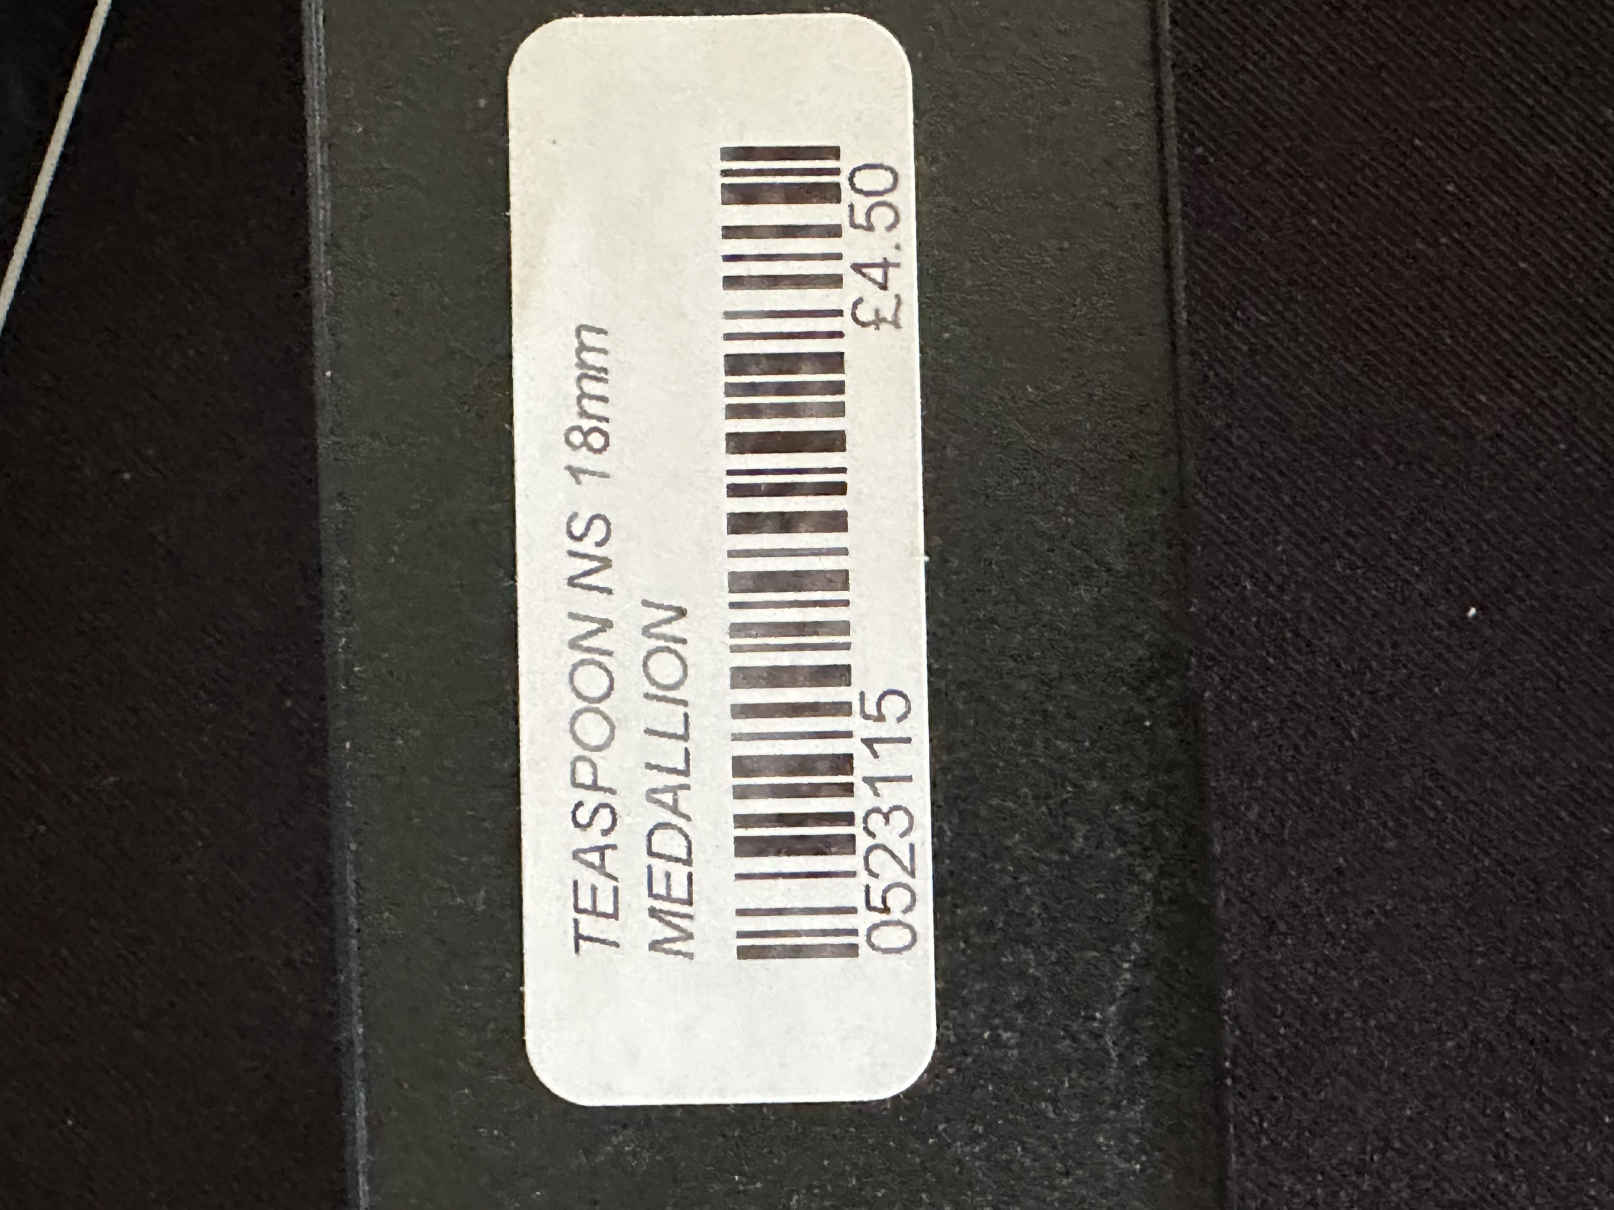 TEASPOON NS 18mm
MEDALLION
0523115 £4.50